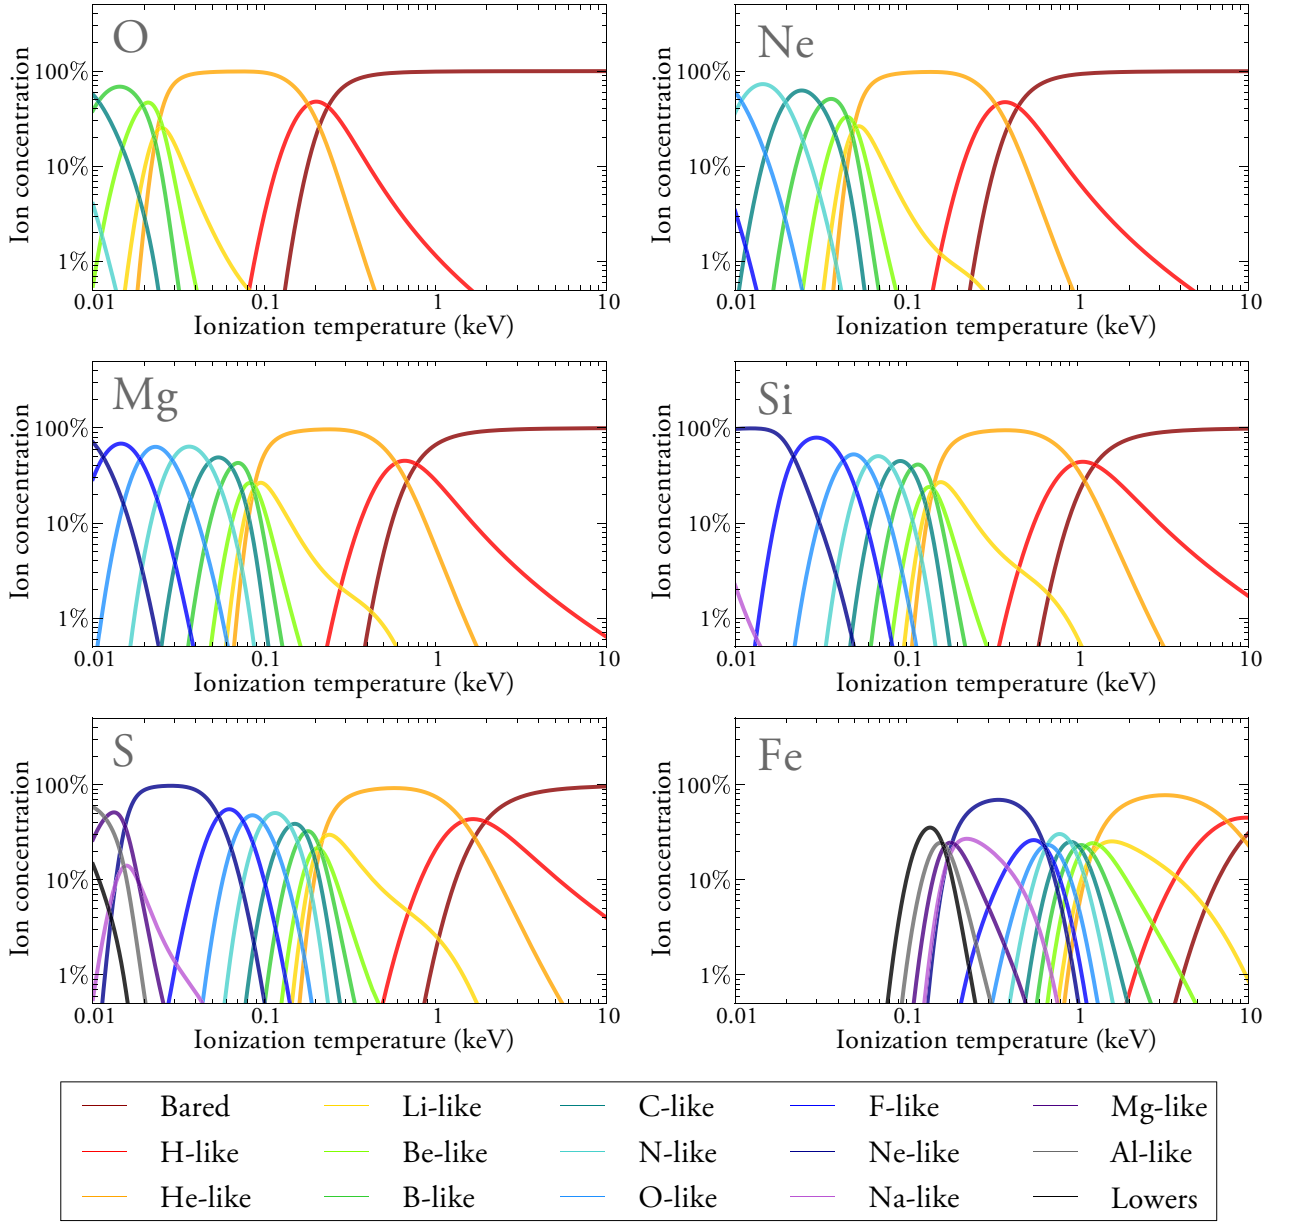 O
Ion concentration
100%
10%
1%
0.01 0.1 1 10
Ionization temperature (keV)
Ne
Ion concentration
100%
10%
1%
0.01 0.1 1 10
Ionization temperature (keV)
Mg
Ion concentration
100%
10%
1%
0.01 0.1 1 10
Ionization temperature (keV)
Si
Ion concentration
100%
10%
1%
0.01 0.1 1 10
Ionization temperature (keV)
S
Ion concentration
100%
10%
1%
0.01 0.1 1 10
Ionization temperature (keV)
Fe
Ion concentration
100%
10%
1%
0.01 0.1 1 10
Ionization temperature (keV)
Bared Li-like C-like F-like Mg-like
H-like Be-like N-like Ne-like Al-like
He-like B-like O-like Na-like Lowers